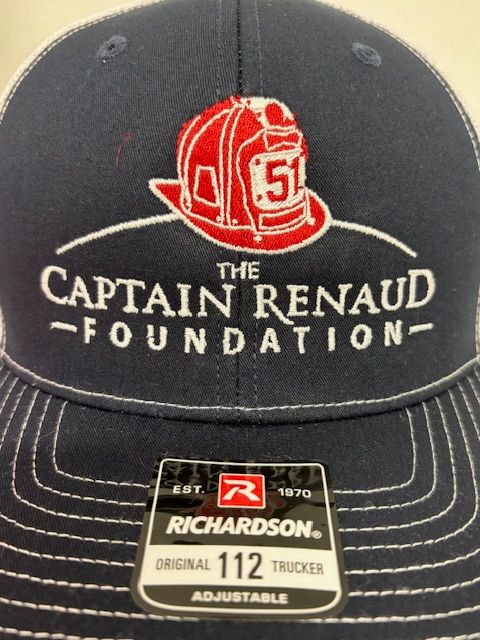 51
THE
CAPTAIN RENAUD
FOUNDATION
EST. R 1970
RICHARDSON®
ORIGINAL 112 TRUCKER
ADJUSTABLE